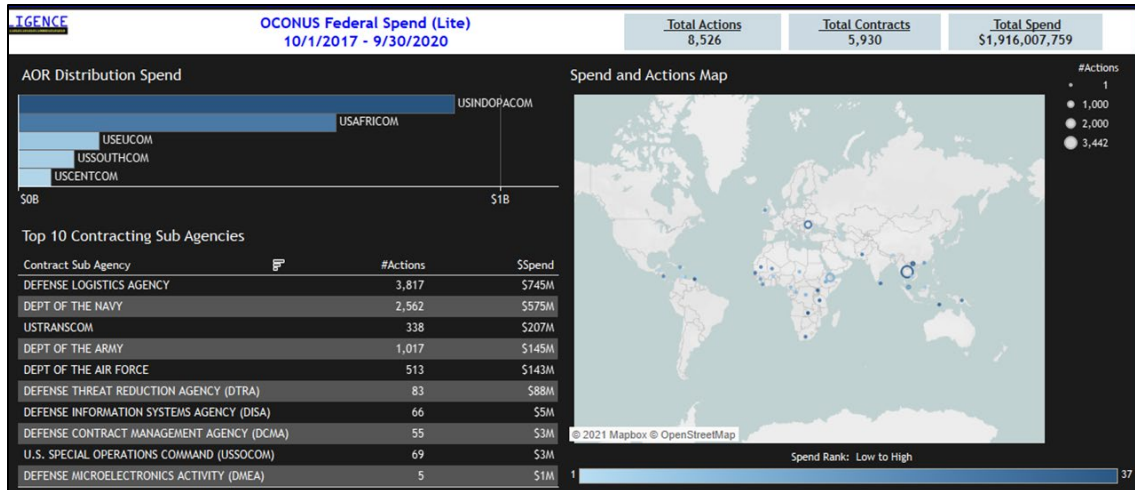 LIGENCE
OCONUS Federal Spend (Lite)
10/1/2017 - 9/30/2020
Total Actions
8,526
Total Contracts
5,930
Total Spend
$1,916,007,759
AOR Distribution Spend
USINDOPACOM
USAFRICOM
USEUCOM
USSOUTHCOM
USCENTCOM
$0B $1B
Top 10 Contracting Sub Agencies
Contract Sub Agency #Actions $Spend
DEFENSE LOGISTICS AGENCY 3,817 $745M
DEPT OF THE NAVY 2,562 $575M
USTRANSCOM 338 $207M
DEPT OF THE ARMY 1,017 $145M
DEPT OF THE AIR FORCE 513 $143M
DEFENSE THREAT REDUCTION AGENCY (DTRA) 83 $88M
DEFENSE INFORMATION SYSTEMS AGENCY (DISA) 66 $5M
DEFENSE CONTRACT MANAGEMENT AGENCY (DCMA) 55 $3M
U.S. SPECIAL OPERATIONS COMMAND (USSOCOM) 69 $3M
DEFENSE MICROELECTRONICS ACTIVITY (DMEA) 5 $1M
Spend and Actions Map
#Actions
1
1,000
2,000
3,442
© 2021 Mapbox © OpenStreetMap
Spend Rank: Low to High
1 37